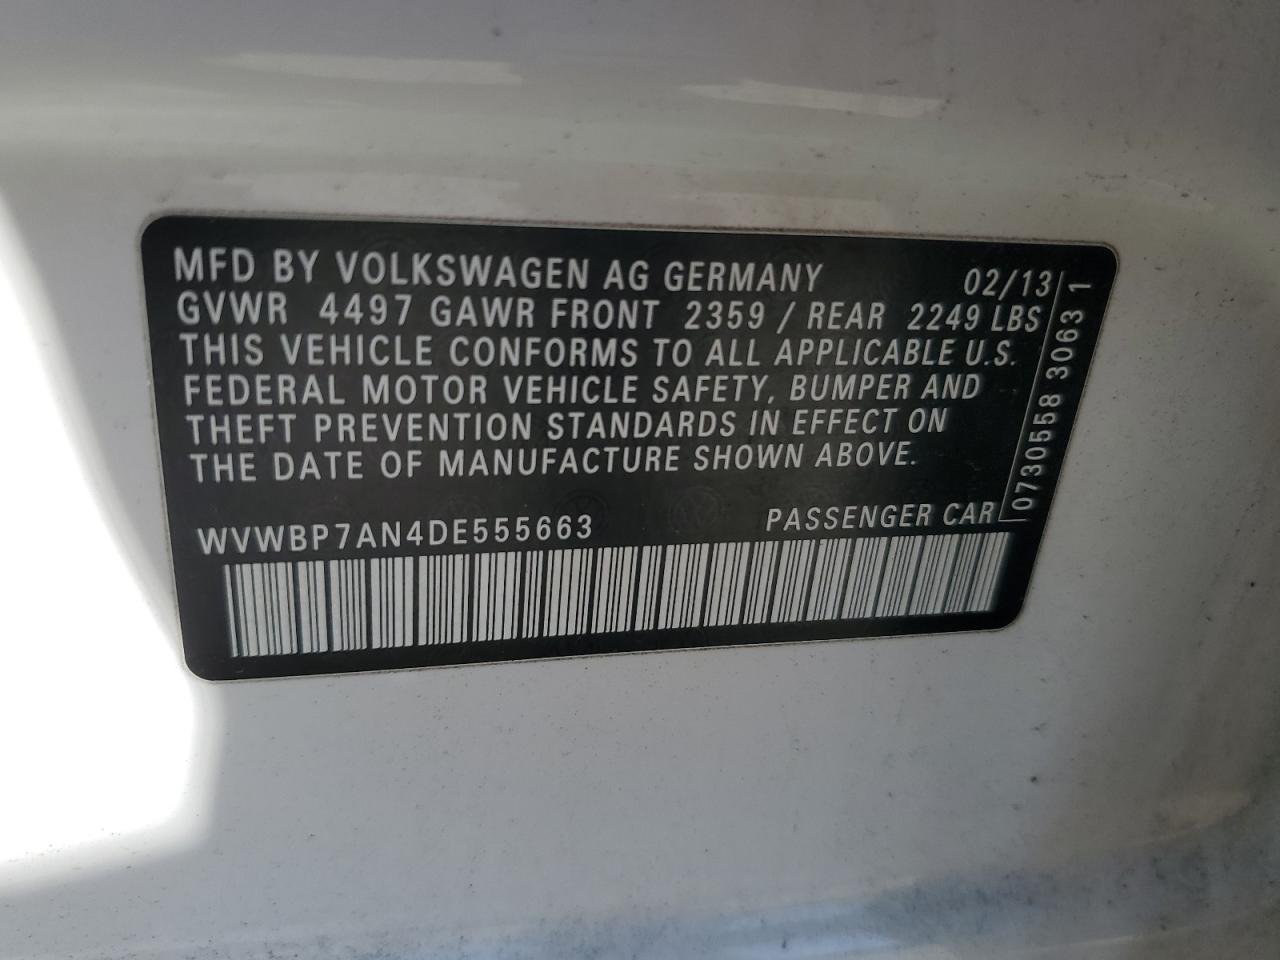 MFD BY VOLKSWAGEN AG GERMANY 02/13
GVWR 4497 GAWR FRONT 2359 / REAR 2249 LBS
THIS VEHICLE CONFORMS TO ALL APPLICABLE U.S.
FEDERAL MOTOR VEHICLE SAFETY, BUMPER AND
THEFT PREVENTION STANDARDS IN EFFECT ON
THE DATE OF MANUFACTURE SHOWN ABOVE.
WVWBP7AN4DE555663 PASSENGER CAR
0730558 3063 1